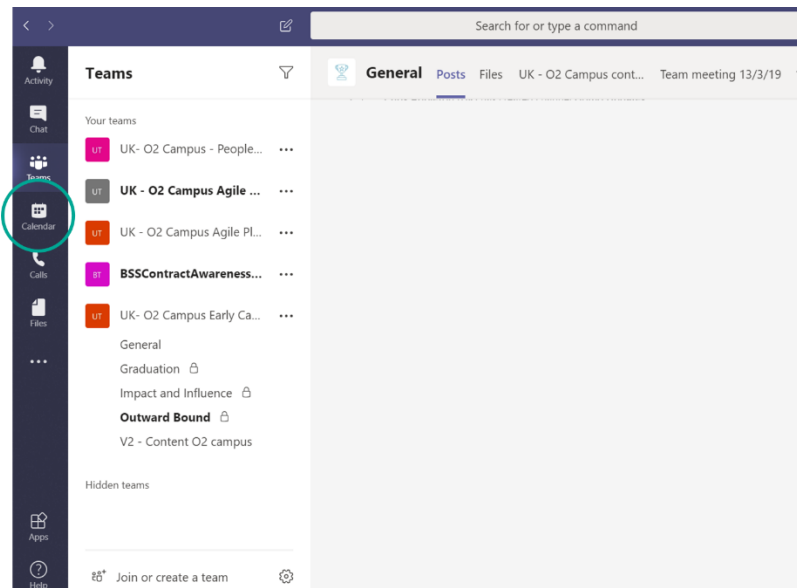 Search for or type a command
Activity
Chat
Teams
Calendar
Calls
Files
Apps
Help
Teams
Your teams
UT UK- O2 Campus - People...
UT UK - O2 Campus Agile ...
UT UK - O2 Campus Agile Pl...
BT BSSContractAwareness...
UT UK- O2 Campus Early Ca...
General
Graduation
Impact and Influence
Outward Bound
V2 - Content O2 campus
Hidden teams
Join or create a team
General Posts Files UK - O2 Campus cont... Team meeting 13/3/19